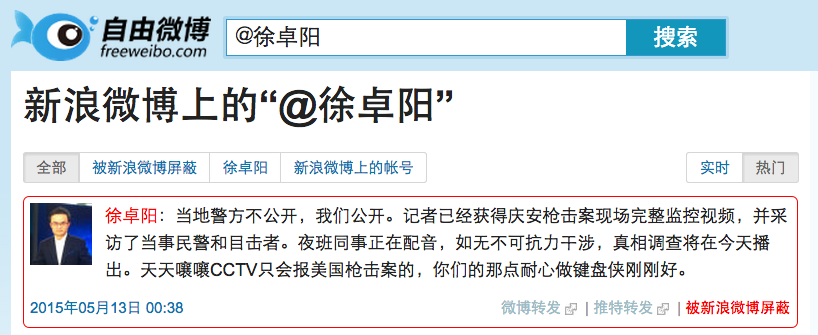 自由微博
freeweibo.com
@徐卓阳
搜索
新浪微博上的“@徐卓阳”
全部 被新浪微博屏蔽 徐卓阳 新浪微博上的帐号 实时 热门
徐卓阳：当地警方不公开，我们公开。记者已经获得庆安枪击案现场完整监控视频，并采
访了当事民警和目击者。夜班同事正在配音，如无不可抗力干涉，真相调查将在今天播
出。天天嚷嚷CCTV只会报美国枪击案的，你们的那点耐心做键盘侠刚刚好。
2015年05月13日 00:38 微博转发 | 推特转发 | 被新浪微博屏蔽